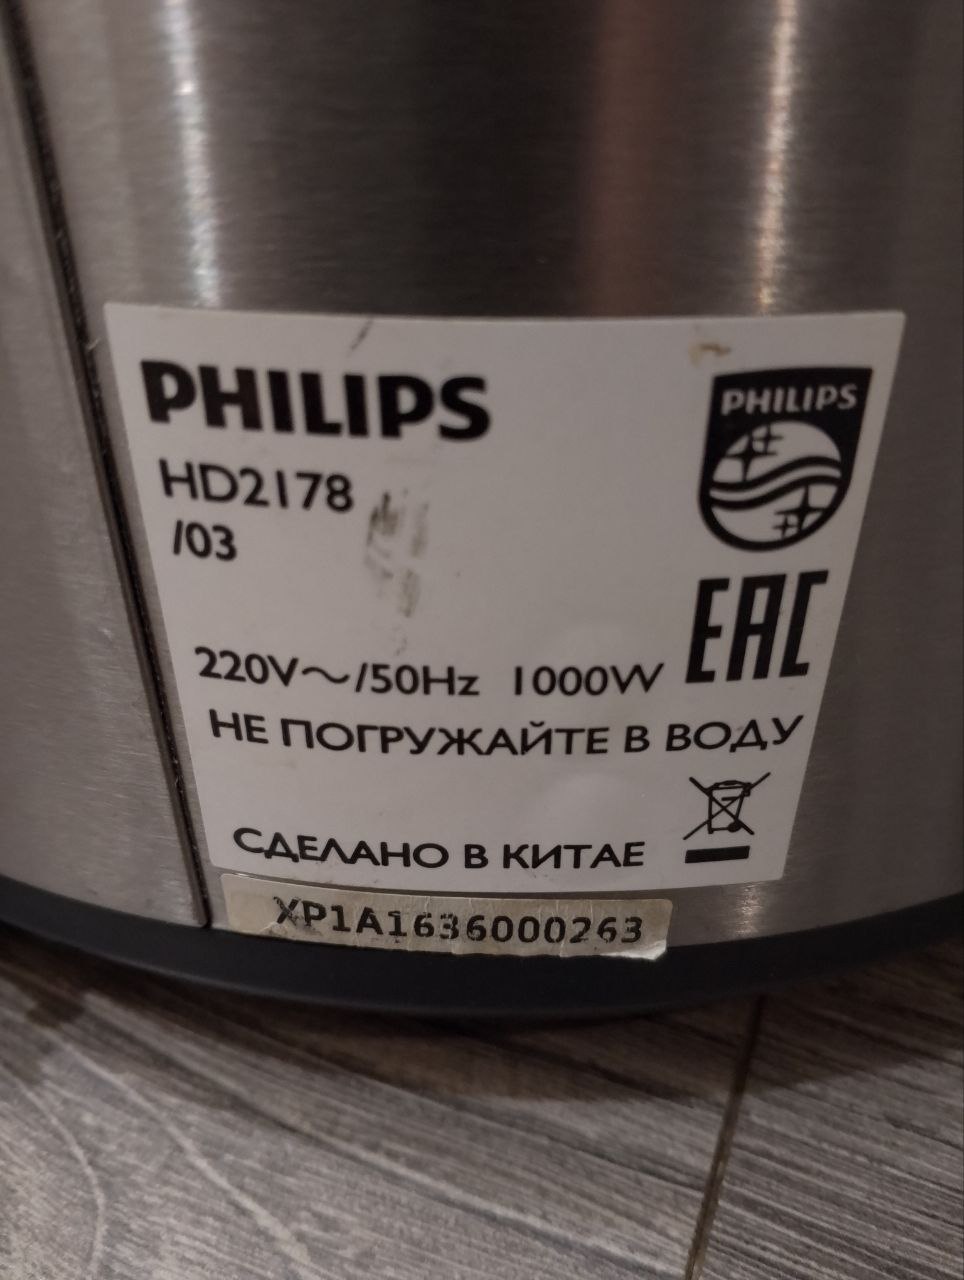 PHILIPS
PHILIPS
HD2178
/03
EAC
220V~/50Hz 1000W
НЕ ПОГРУЖАЙТЕ В ВОДУ
СДЕЛАНО В КИТАЕ
XP1A1636000263